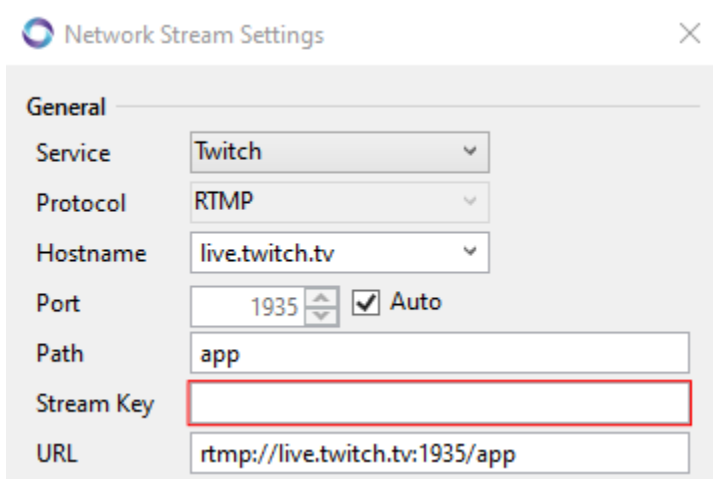 Network Stream Settings
General
Service Twitch
Protocol RTMP
Hostname live.twitch.tv
Port 1935 Auto
Path app
Stream Key
URL rtmp://live.twitch.tv:1935/app